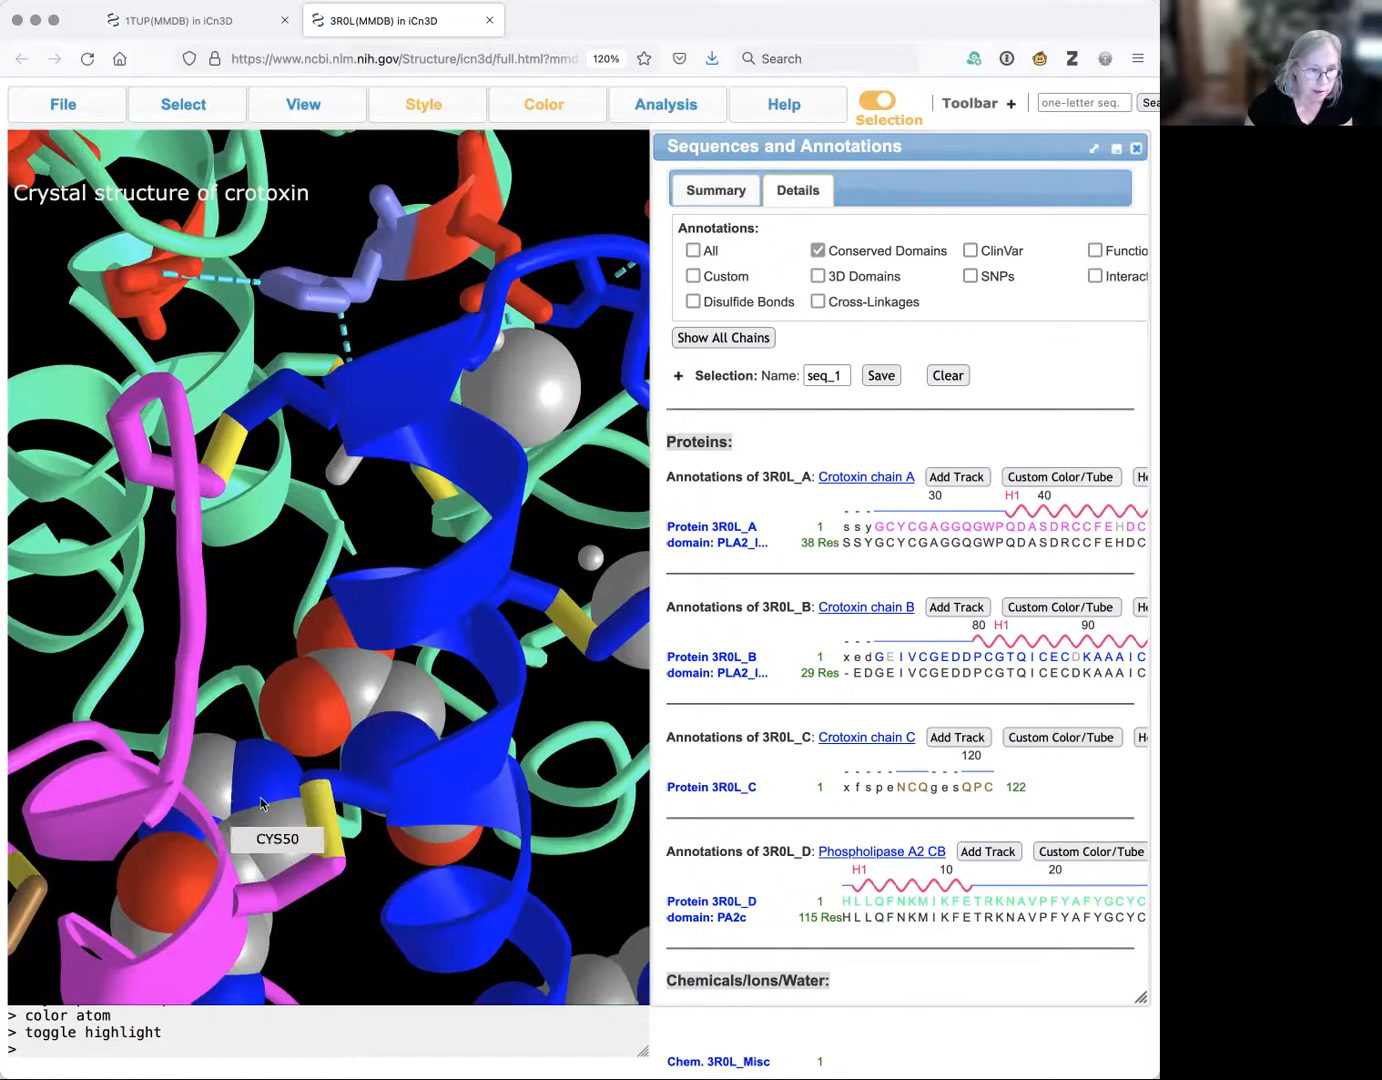 1TUP(MMDB) in iCn3D
3R0L(MMDB) in iCn3D
https://www.ncbi.nlm.nih.gov/Structure/icn3d/full.html?mmd
120%
Search
File
Select
View
Style
Color
Analysis
Help
Selection
Toolbar +
one-letter seq.
Sea
Crystal structure of crotoxin
CYS50
> color atom
> toggle highlight
>
Sequences and Annotations
Summary
Details
Annotations:
All
Conserved Domains
ClinVar
Functio
Custom
3D Domains
SNPs
Interac
Disulfide Bonds
Cross-Linkages
Show All Chains
+ Selection: Name: seq_1 Save Clear
Proteins:
Annotations of 3R0L_A: Crotoxin chain A Add Track Custom Color/Tube He
30 H1 40
Protein 3R0L_A 1 - - - s s y G C Y C G A G G Q G W P Q D A S D R C C F E H D C
domain: PLA2_I... 38 Res S S Y G C Y C G A G G Q G W P Q D A S D R C C F E H D C
Annotations of 3R0L_B: Crotoxin chain B Add Track Custom Color/Tube He
80 H1 90
Protein 3R0L_B 1 x e d G E I V C G E D D P C G T Q I C E C D K A A A I C
domain: PLA2_I... 29 Res - E D G E I V C G E D D P C G T Q I C E C D K A A A I C
Annotations of 3R0L_C: Crotoxin chain C Add Track Custom Color/Tube He
120
Protein 3R0L_C 1 x f s p e N C Q g e s Q P C 122
Annotations of 3R0L_D: Phospholipase A2 CB Add Track Custom Color/Tube
H1 10 20
Protein 3R0L_D 1 H L L Q F N K M I K F E T R K N A V P F Y A F Y G C Y C
domain: PA2c 115 Res H L L Q F N K M I K F E T R K N A V P F Y A F Y G C Y C
Chemicals/Ions/Water:
Chem. 3R0L_Misc 1